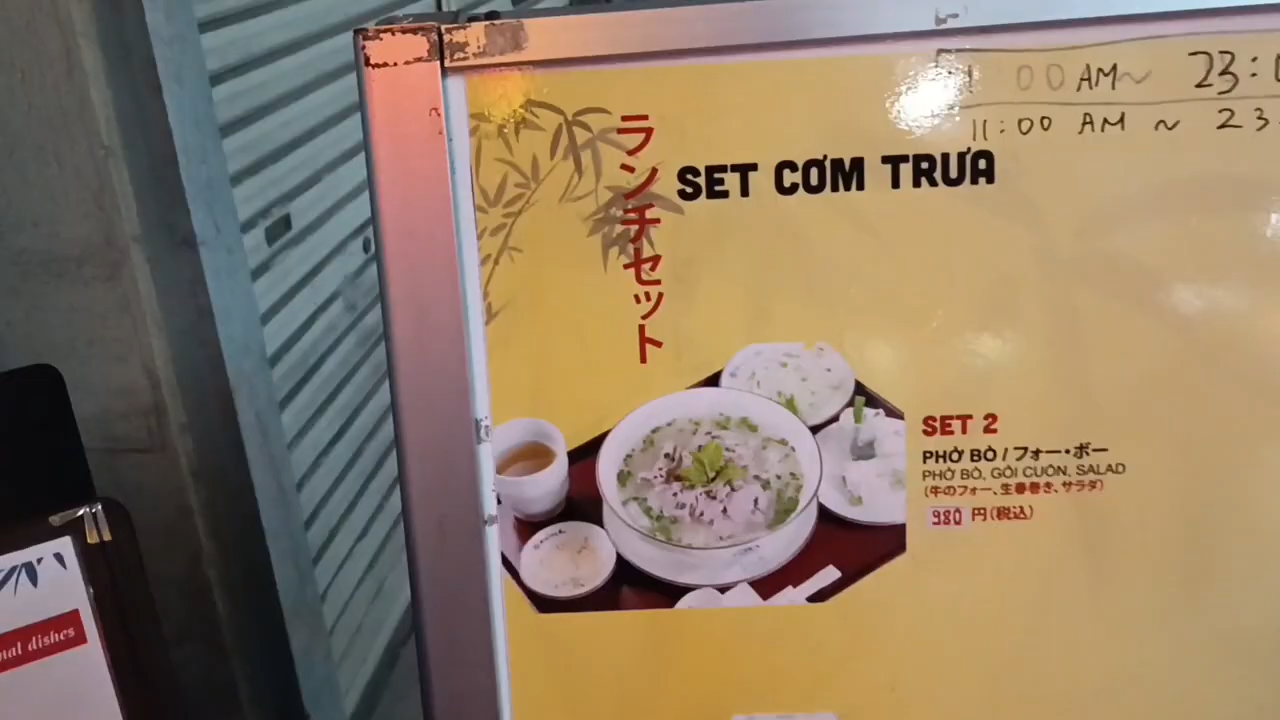 00 AM ~ 23:
11:00 AM ~ 23
ランチセット
SET CƠM TRƯA
SET 2
PHỞ BÒ / フォー・ボー
PHỞ BÒ, GỎI CUỐN, SALAD
(牛のフォー、生春巻き、サラダ)
980 円(税込)
nal dishes